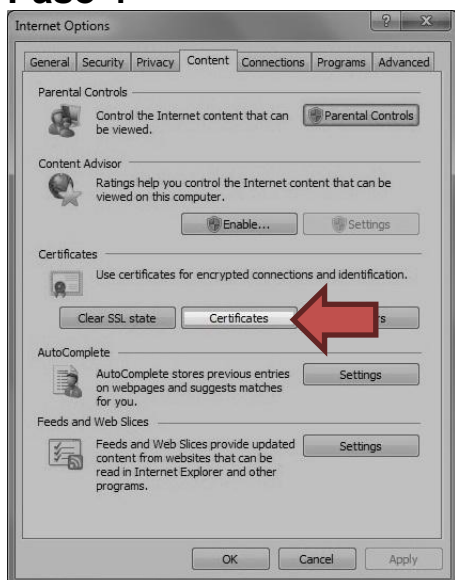 Internet Options
General Security Privacy Content Connections Programs Advanced
Parental Controls
Control the Internet content that can
be viewed.
Parental Controls
Content Advisor
Ratings help you control the Internet content that can be
viewed on this computer.
Enable... Settings
Certificates
Use certificates for encrypted connections and identification.
Clear SSL state Certificates
AutoComplete
AutoComplete stores previous entries
on webpages and suggests matches
for you.
Settings
Feeds and Web Slices
Feeds and Web Slices provide updated
content from websites that can be
read in Internet Explorer and other
programs.
Settings
OK Cancel Apply